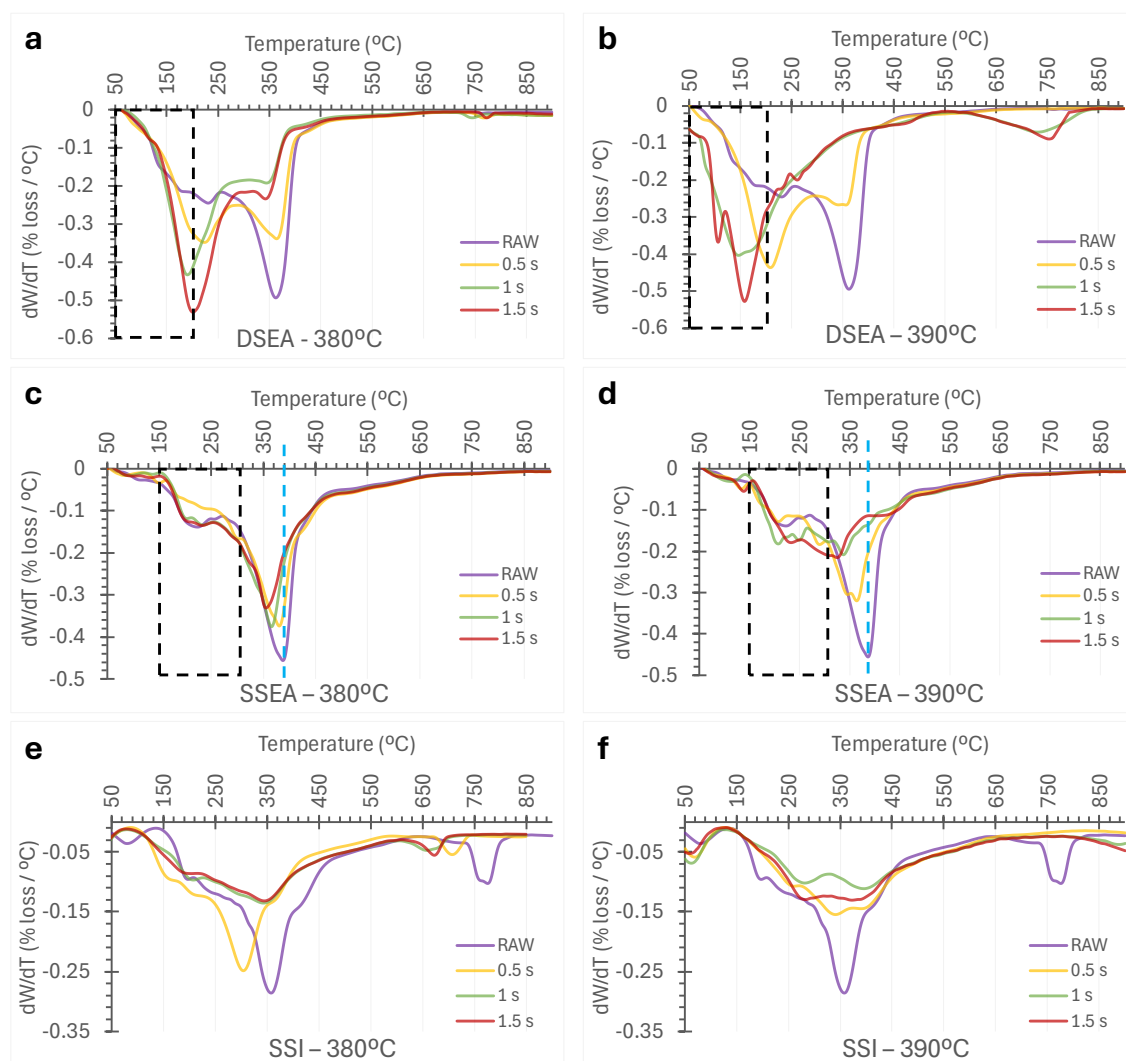 a
Temperature (ºC)
50 150 250 350 450 550 650 750 850
0
-0.1
-0.2
-0.3
-0.4
-0.5
-0.6
dW/dT (% loss / ºC)
RAW
0.5 s
1 s
1.5 s
DSEA - 380ºC
b
Temperature (ºC)
50 150 250 350 450 550 650 750 850
0
-0.1
-0.2
-0.3
-0.4
-0.5
-0.6
dW/dT (% loss / ºC)
RAW
0.5 s
1 s
1.5 s
DSEA – 390ºC
c
Temperature (ºC)
50 150 250 350 450 550 650 750 850
0
-0.1
-0.2
-0.3
-0.4
-0.5
dW/dT (% loss / ºC)
RAW
0.5 s
1 s
1.5 s
SSEA – 380ºC
d
Temperature (ºC)
50 150 250 350 450 550 650 750 850
0
-0.1
-0.2
-0.3
-0.4
-0.5
dW/dT (% loss / ºC)
RAW
0.5 s
1 s
1.5 s
SSEA – 390ºC
e
Temperature (ºC)
50 150 250 350 450 550 650 750 850
-0.05
-0.15
-0.25
-0.35
dW/dT (% loss / ºC)
RAW
0.5 s
1 s
1.5 s
SSI – 380ºC
f
Temperature (ºC)
50 150 250 350 450 550 650 750 850
-0.05
-0.15
-0.25
-0.35
dW/dT (% loss / ºC)
RAW
0.5 s
1 s
1.5 s
SSI – 390ºC